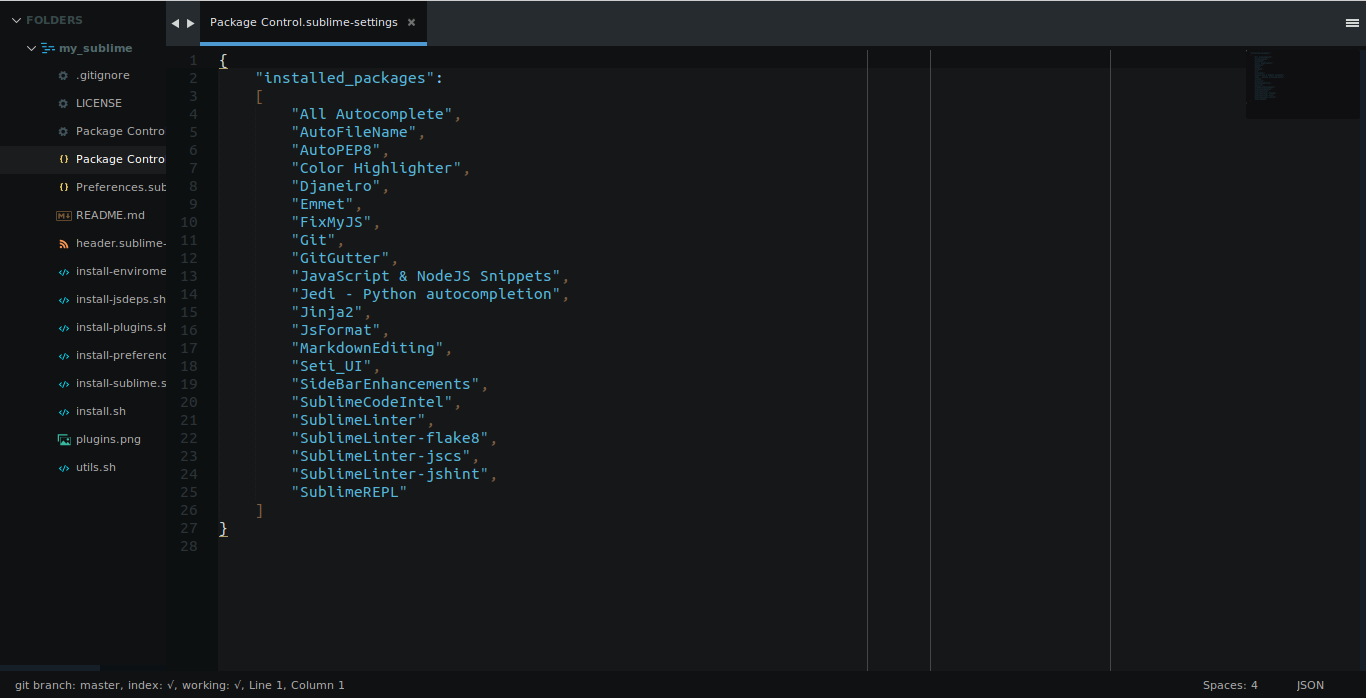 FOLDERS
my_sublime
.gitignore
LICENSE
Package Contro
Package Contro
Preferences.sub
README.md
header.sublime-
install-envirome
install-jsdeps.sh
install-plugins.sh
install-preferenc
install-sublime.s
install.sh
plugins.png
utils.sh
Package Control.sublime-settings ×
1 {
2 "installed_packages":
3 [
4 "All Autocomplete",
5 "AutoFileName",
6 "AutoPEP8",
7 "Color Highlighter",
8 "Djaneiro",
9 "Emmet",
10 "FixMyJS",
11 "Git",
12 "GitGutter",
13 "JavaScript & NodeJS Snippets",
14 "Jedi - Python autocompletion",
15 "Jinja2",
16 "JsFormat",
17 "MarkdownEditing",
18 "Seti_UI",
19 "SideBarEnhancements",
20 "SublimeCodeIntel",
21 "SublimeLinter",
22 "SublimeLinter-flake8",
23 "SublimeLinter-jscs",
24 "SublimeLinter-jshint",
25 "SublimeREPL"
26 ]
27 }
28
git branch: master, index: √, working: √, Line 1, Column 1
Spaces: 4
JSON